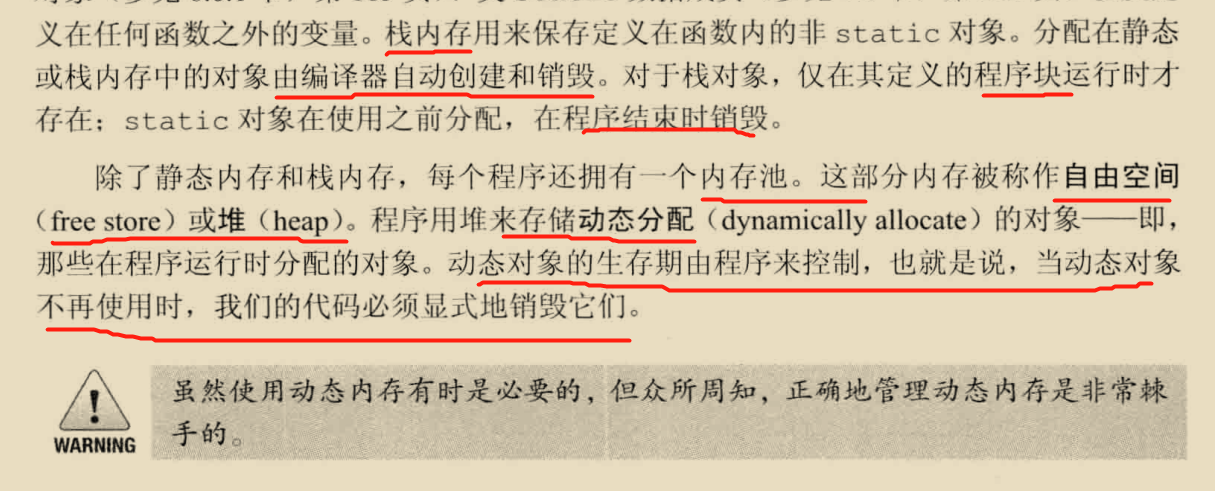 义在任何函数之外的变量。栈内存用来保存定义在函数内的非 static 对象。分配在静态
或栈内存中的对象由编译器自动创建和销毁。对于栈对象，仅在其定义的程序块运行时才
存在；static 对象在使用之前分配，在程序结束时销毁。
除了静态内存和栈内存，每个程序还拥有一个内存池。这部分内存被称作自由空间
（free store）或堆（heap）。程序用堆来存储动态分配（dynamically allocate）的对象——即，
那些在程序运行时分配的对象。动态对象的生存期由程序来控制，也就是说，当动态对象
不再使用时，我们的代码必须显式地销毁它们。
虽然使用动态内存有时是必要的，但众所周知，正确地管理动态内存是非常棘
手的。
WARNING